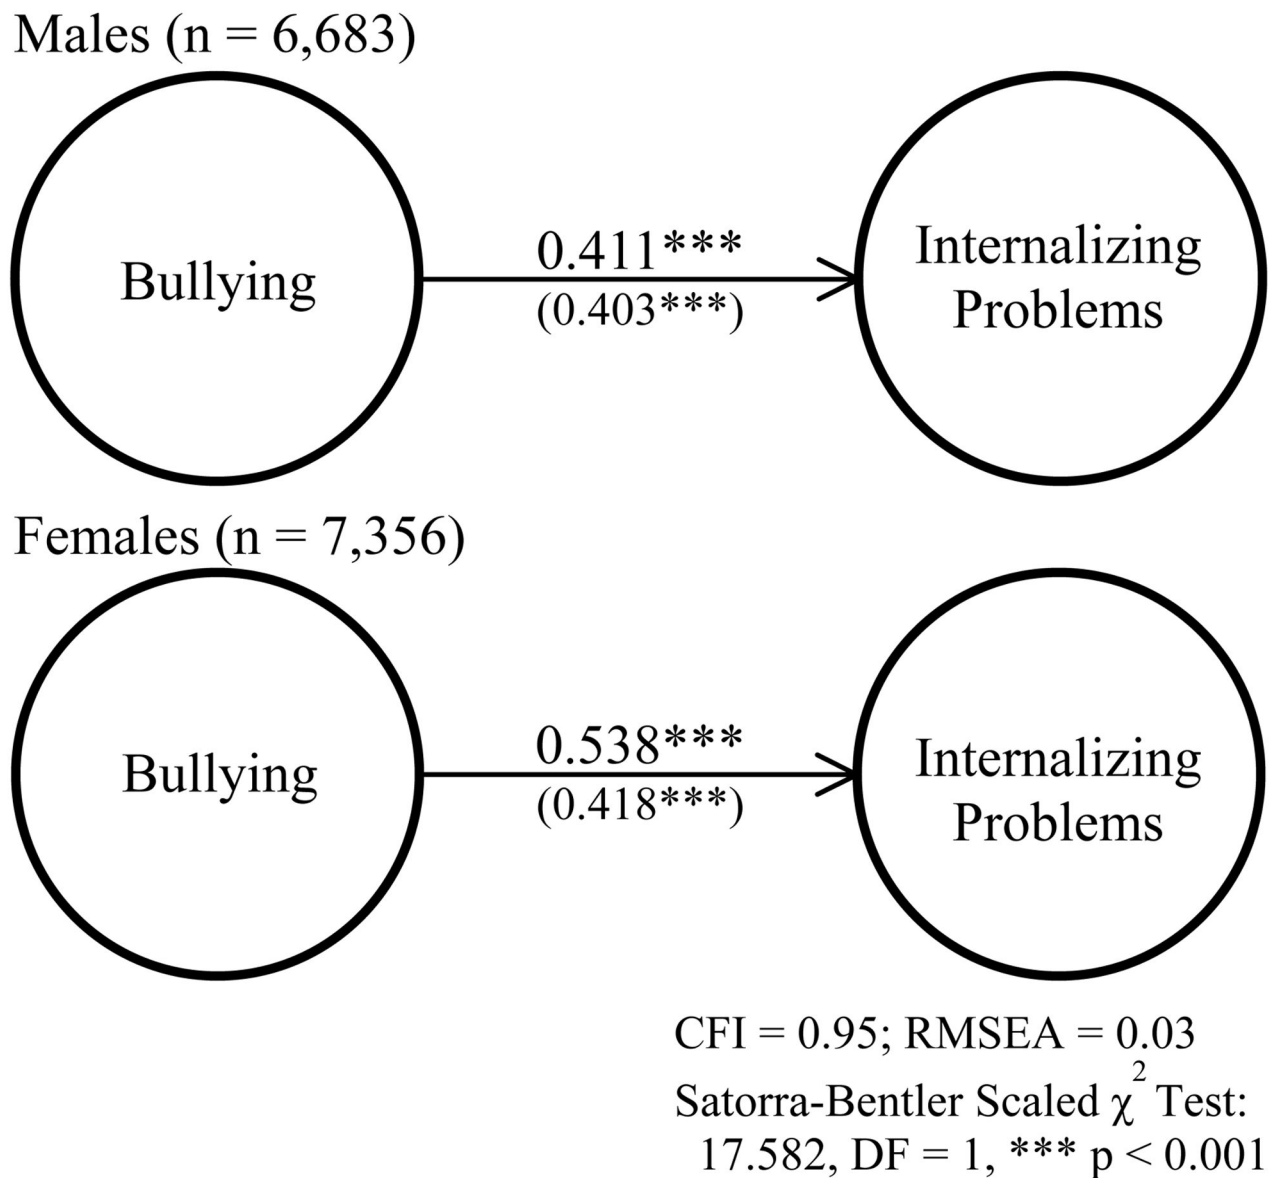 Males (n = 6,683)
Bullying
0.411***
(0.403***)
Internalizing
Problems
Females (n = 7,356)
Bullying
0.538***
(0.418***)
Internalizing
Problems
CFI = 0.95; RMSEA = 0.03
Satorra-Bentler Scaled χ² Test:
17.582, DF = 1, *** p < 0.001